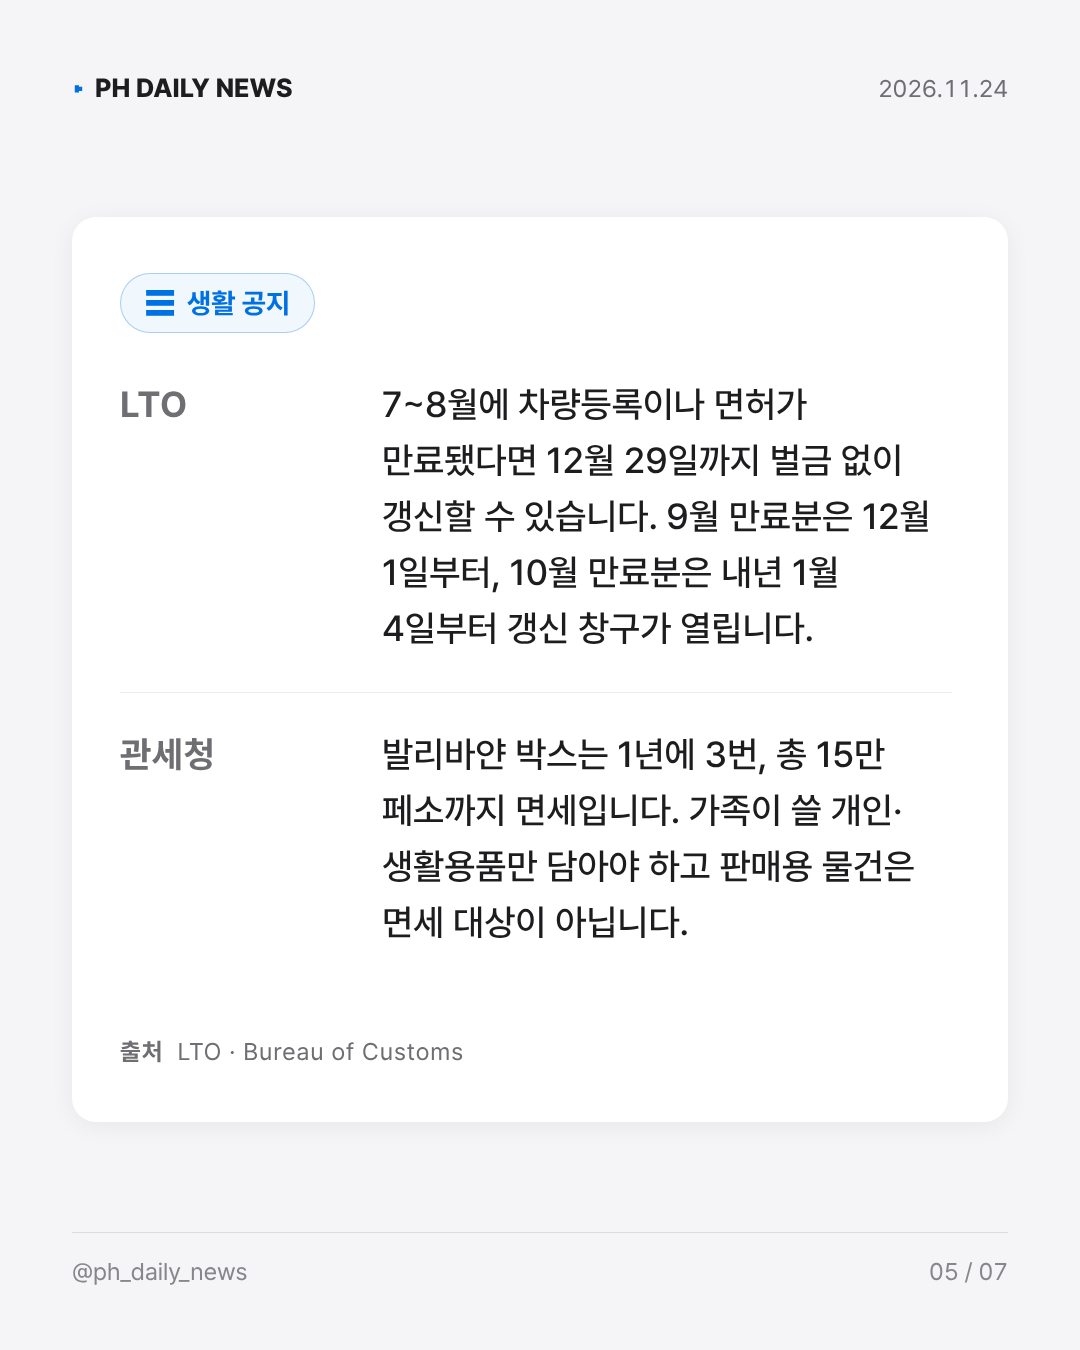 PH DAILY NEWS
2026.11.24
생활 공지
LTO
7~8월에 차량등록이나 면허가
만료됐다면 12월 29일까지 벌금 없이
갱신할 수 있습니다. 9월 만료분은 12월
1일부터, 10월 만료분은 내년 1월
4일부터 갱신 창구가 열립니다.
관세청
발리바얀 박스는 1년에 3번, 총 15만
페소까지 면세입니다. 가족이 쓸 개인·
생활용품만 담아야 하고 판매용 물건은
면세 대상이 아닙니다.
출처 LTO · Bureau of Customs
@ph_daily_news
05 / 07